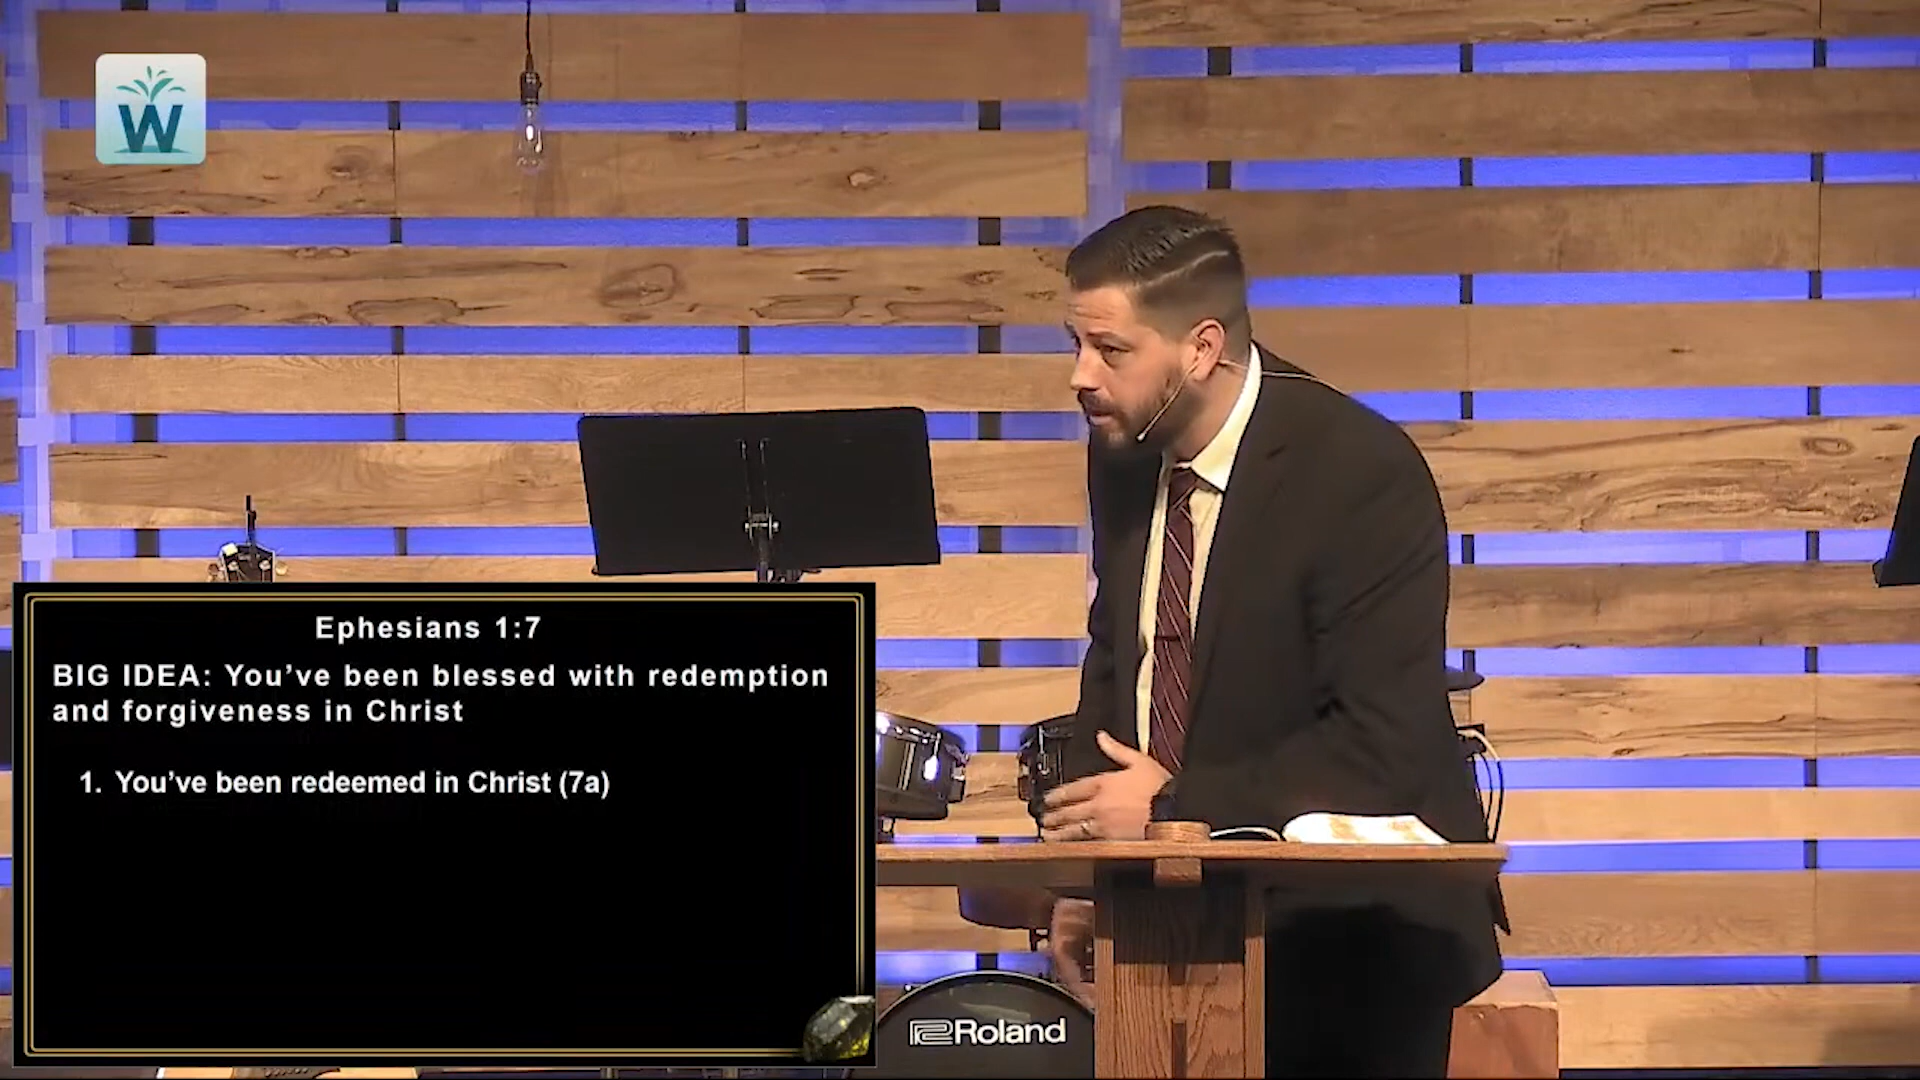 W
Ephesians 1:7
BIG IDEA: You’ve been blessed with redemption
and forgiveness in Christ
1. You’ve been redeemed in Christ (7a)
Roland